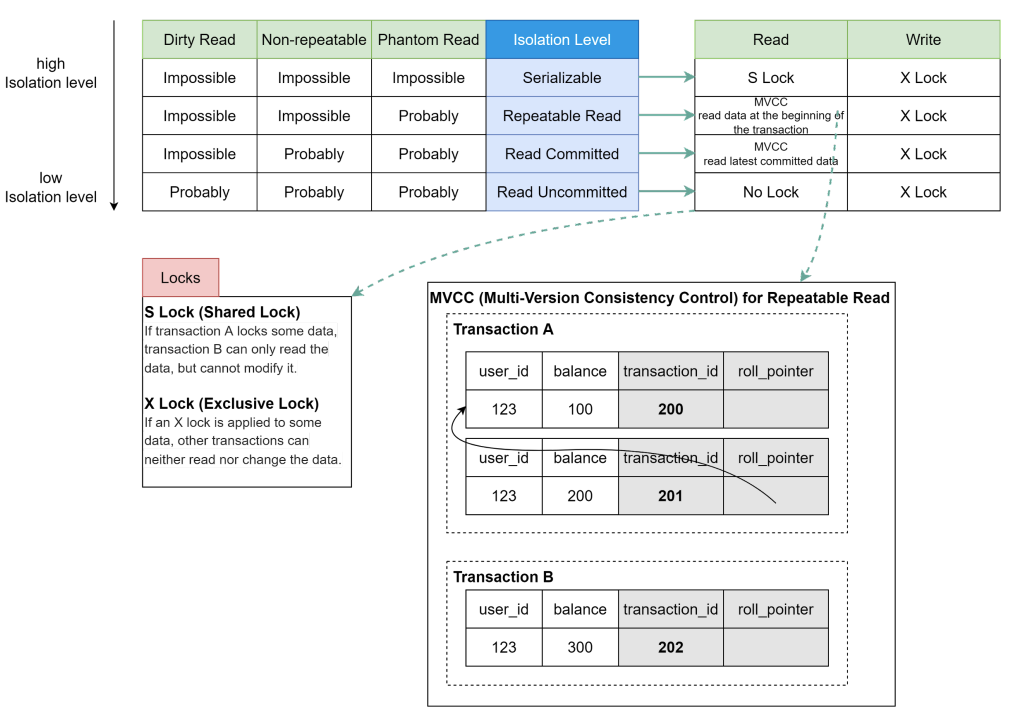 high
Isolation level
low
Isolation level
Dirty Read Non-repeatable Phantom Read Isolation Level Read Write
Impossible Impossible Impossible Serializable S Lock X Lock
Impossible Impossible Probably Repeatable Read MVCC
read data at the beginning of
the transaction X Lock
Impossible Probably Probably Read Committed MVCC
read latest committed data X Lock
Probably Probably Probably Read Uncommitted No Lock X Lock
Locks
S Lock (Shared Lock)
If transaction A locks some data,
transaction B can only read the
data, but cannot modify it.
X Lock (Exclusive Lock)
If an X lock is applied to some
data, other transactions can
neither read nor change the data.
MVCC (Multi-Version Consistency Control) for Repeatable Read
Transaction A
user_id balance transaction_id roll_pointer
123 100 200
user_id balance transaction_id roll_pointer
123 200 201
Transaction B
user_id balance transaction_id roll_pointer
123 300 202